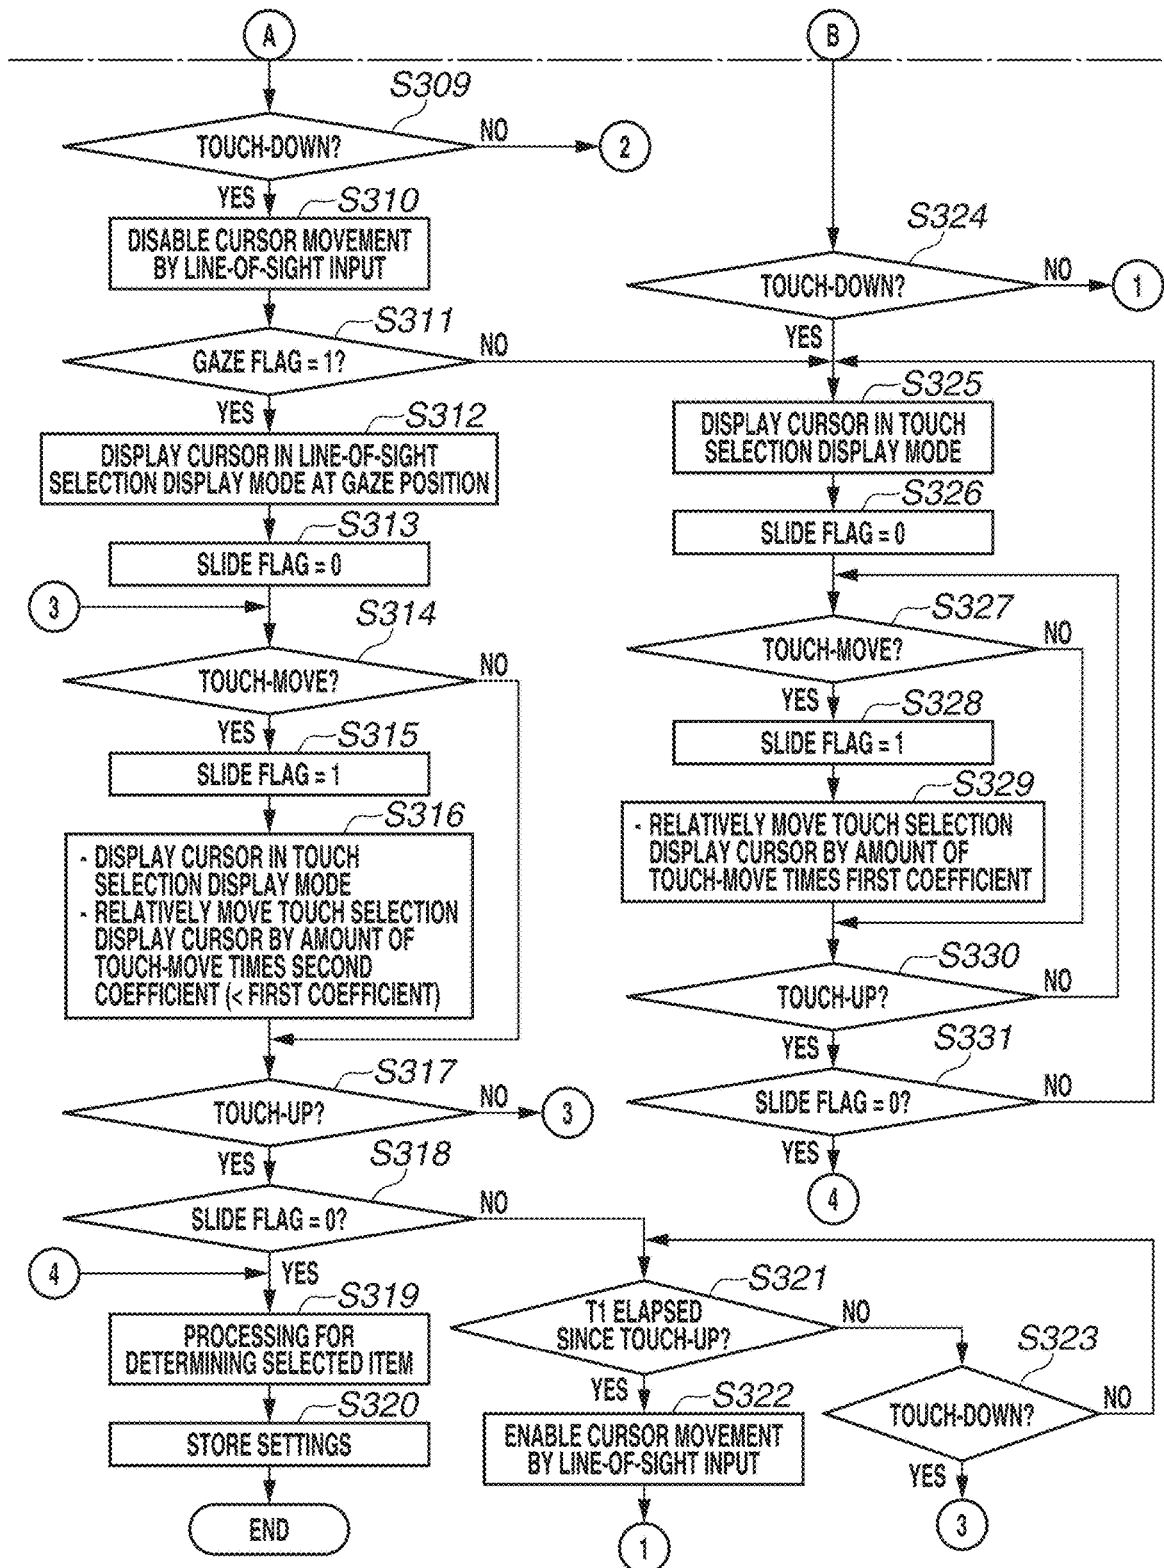 A
B
S309
TOUCH-DOWN?
NO
2
YES
S310
DISABLE CURSOR MOVEMENT
BY LINE-OF-SIGHT INPUT
S311
GAZE FLAG = 1?
NO
YES
S312
DISPLAY CURSOR IN LINE-OF-SIGHT
SELECTION DISPLAY MODE AT GAZE POSITION
S313
SLIDE FLAG = 0
3
S314
TOUCH-MOVE?
NO
YES
S315
SLIDE FLAG = 1
S316
- DISPLAY CURSOR IN TOUCH
SELECTION DISPLAY MODE
- RELATIVELY MOVE TOUCH SELECTION
DISPLAY CURSOR BY AMOUNT OF
TOUCH-MOVE TIMES SECOND
COEFFICIENT (< FIRST COEFFICIENT)
S317
TOUCH-UP?
NO
3
YES
S318
SLIDE FLAG = 0?
NO
4
YES
S319
PROCESSING FOR
DETERMINING SELECTED ITEM
S320
STORE SETTINGS
END
S324
TOUCH-DOWN?
NO
1
YES
S325
DISPLAY CURSOR IN TOUCH
SELECTION DISPLAY MODE
S326
SLIDE FLAG = 0
S327
TOUCH-MOVE?
NO
YES
S328
SLIDE FLAG = 1
S329
- RELATIVELY MOVE TOUCH SELECTION
DISPLAY CURSOR BY AMOUNT OF
TOUCH-MOVE TIMES FIRST COEFFICIENT
S330
TOUCH-UP?
NO
YES
S331
SLIDE FLAG = 0?
NO
YES
4
S321
T1 ELAPSED
SINCE TOUCH-UP?
NO
YES
S322
ENABLE CURSOR MOVEMENT
BY LINE-OF-SIGHT INPUT
1
S323
TOUCH-DOWN?
NO
YES
3